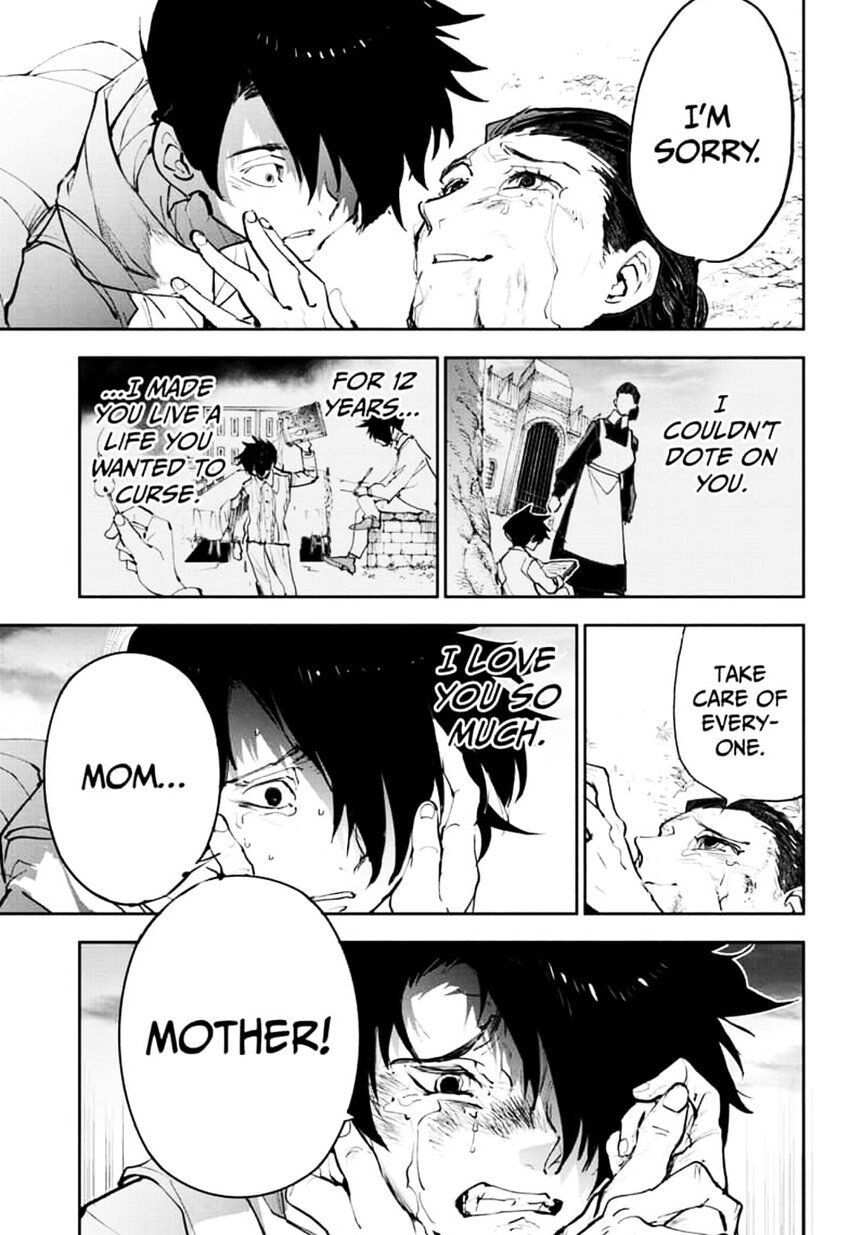 I'M
SORRY.
I
COULDN'T
DOTE ON
YOU.
FOR 12
YEARS...
...I MADE
YOU LIVE A
LIFE YOU
WANTED TO
CURSE.
TAKE
CARE OF
EVERY-
ONE.
I LOVE
YOU SO
MUCH.
MOM...
MOTHER!